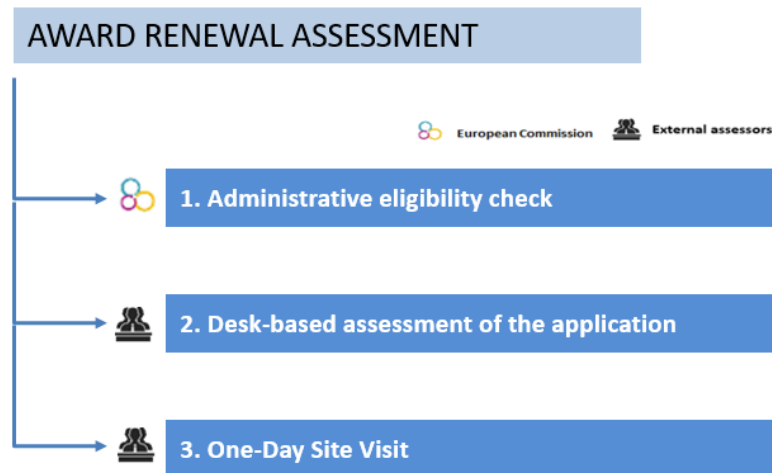 AWARD RENEWAL ASSESSMENT
European Commission
External assessors
1. Administrative eligibility check
2. Desk-based assessment of the application
3. One-Day Site Visit